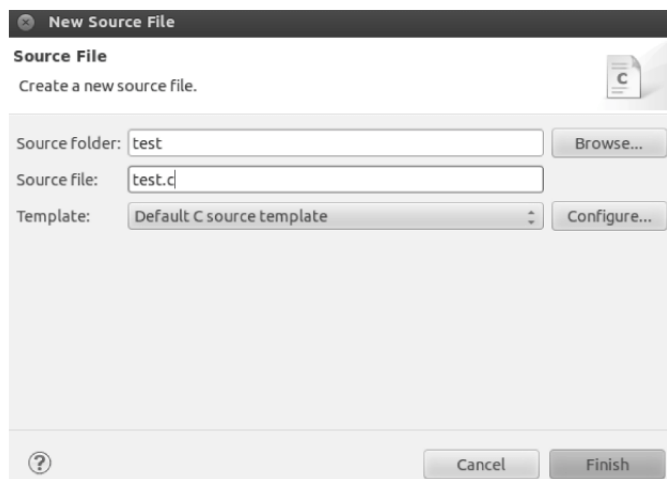 New Source File
Source File
Create a new source file.
C
Source folder: test Browse...
Source file: test.c
Template: Default C source template Configure...
?
Cancel Finish